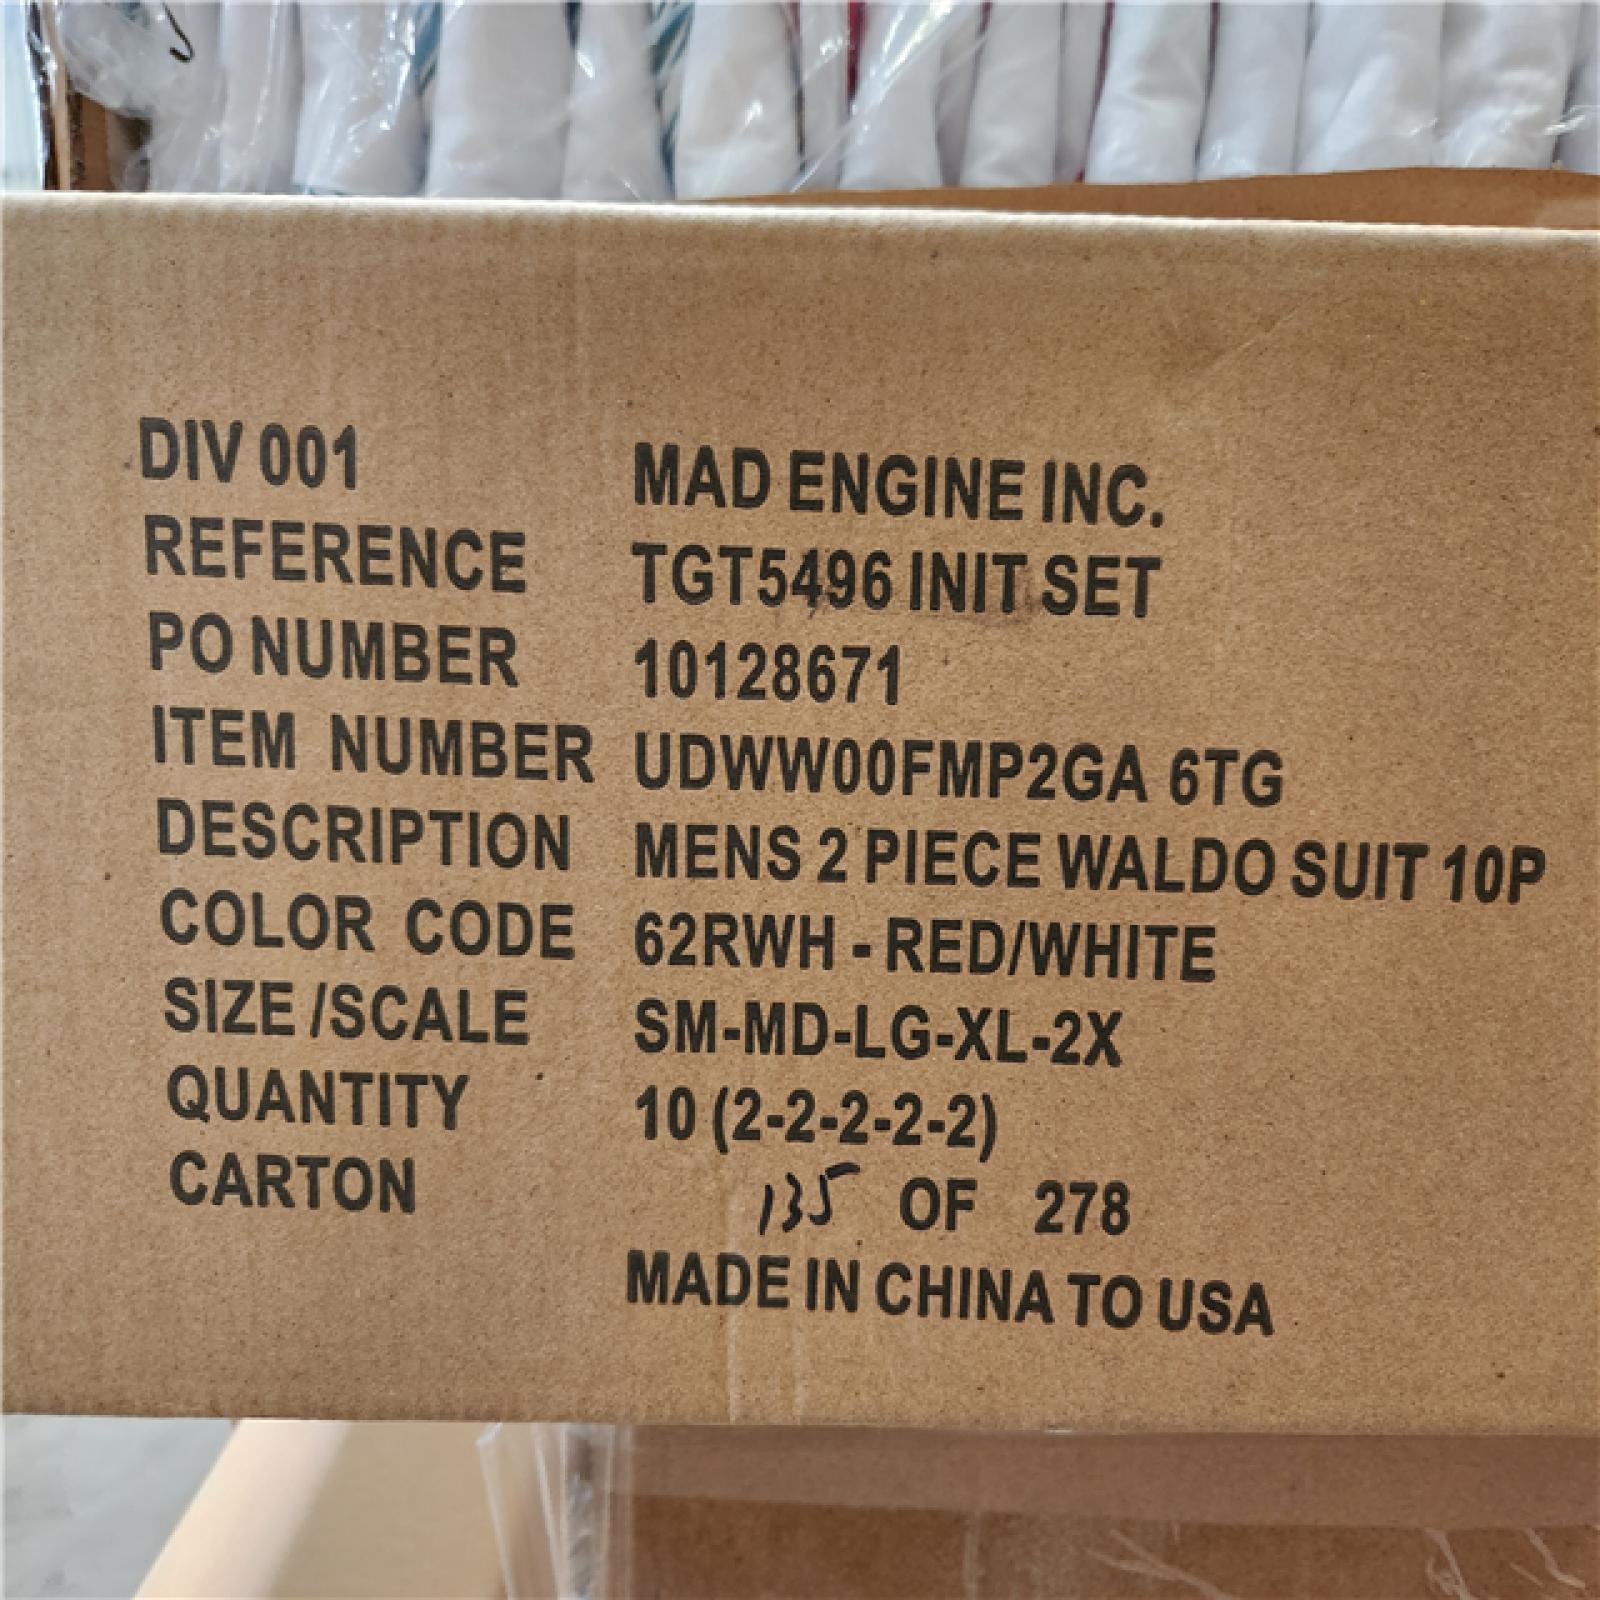 DIV 001 MAD ENGINE INC.
REFERENCE TGT5496 INIT SET
PO NUMBER 10128671
ITEM NUMBER UDWW00FMP2GA 6TG
DESCRIPTION MENS 2 PIECE WALDO SUIT 10P
COLOR CODE 62RWH - RED/WHITE
SIZE /SCALE SM-MD-LG-XL-2X
QUANTITY 10 (2-2-2-2-2)
CARTON 135 OF 278
MADE IN CHINA TO USA